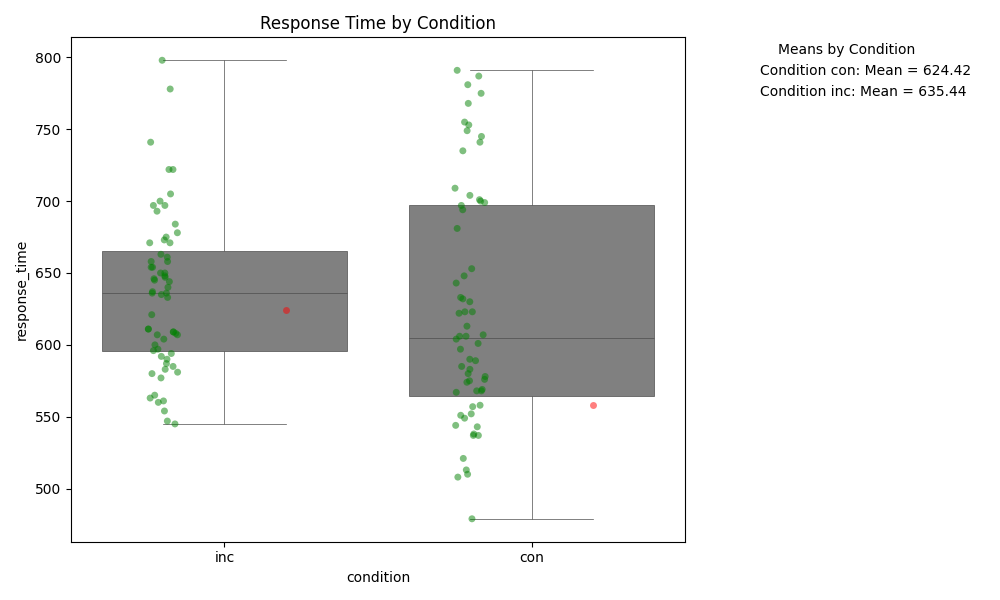 Response Time by Condition
Means by Condition
Condition con: Mean = 624.42
Condition inc: Mean = 635.44
response_time
800
750
700
650
600
550
500
inc
con
condition